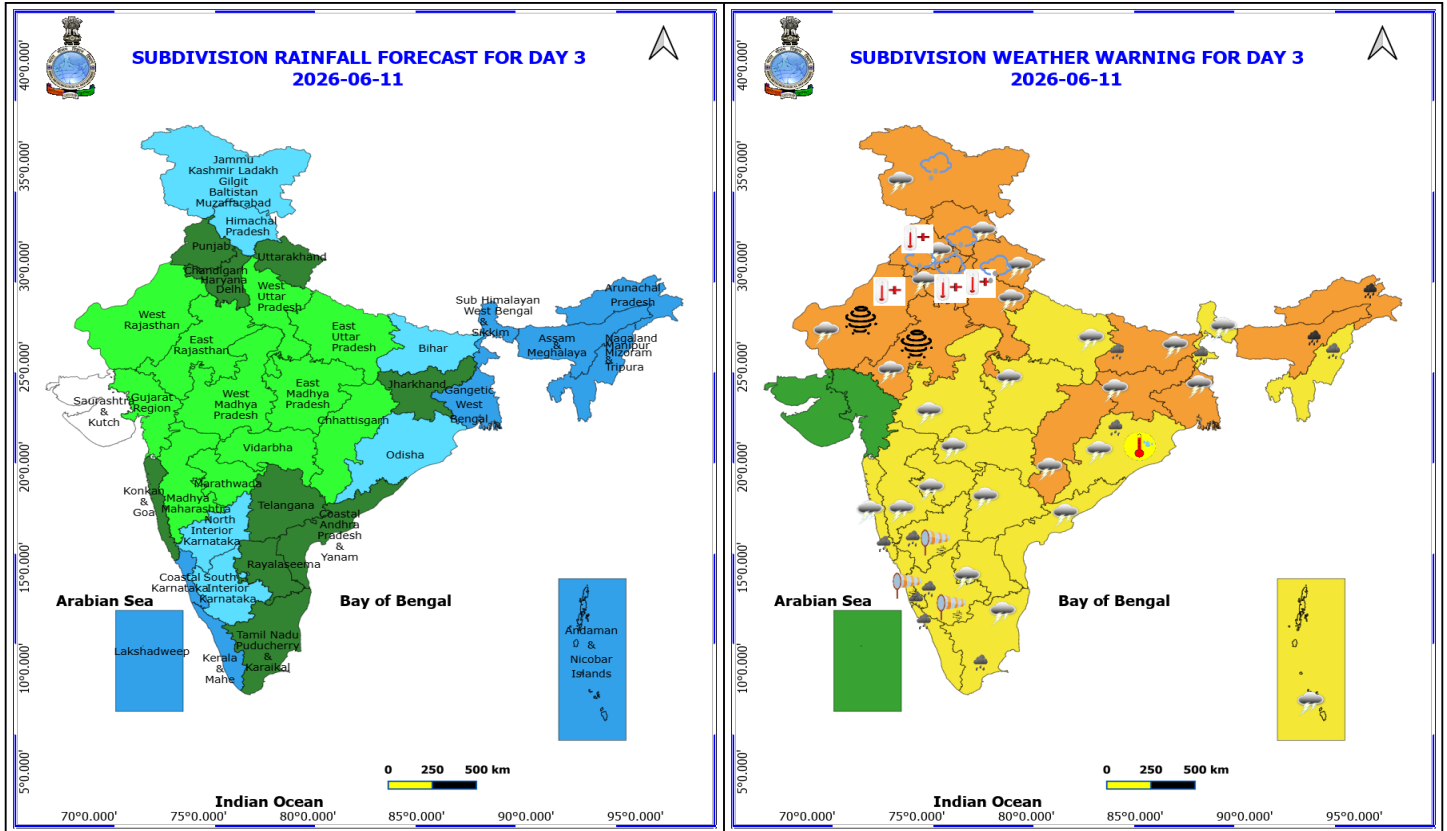 SUBDIVISION RAINFALL FORECAST FOR DAY 3
2026-06-11
40°0.000'
35°0.000'
30°0.000'
25°0.000'
20°0.000'
15°0.000'
10°0.000'
5°0.000'
Jammu
Kashmir Ladakh
Gilgit
Baltistan
Muzaffarabad
Himachal
Pradesh
Punjab
Uttarakhand
Chandigarh
Haryana
Delhi
West
Uttar
Pradesh
West
Rajasthan
East
Rajasthan
East
Uttar
Pradesh
Sub Himalayan
West Bengal
&
Sikkim
Arunachal
Pradesh
Assam
&
Meghalaya
Nagaland
Manipur
Mizoram
&
Tripura
Bihar
Jharkhand
Gangetic
West
Bengal
Saurashtra
&
Kutch
Gujarat
Region
West
Madhya
Pradesh
East
Madhya
Pradesh
Chhattisgarh
Vidarbha
Odisha
Konkan
&
Goa
Madhya
Maharashtra
Marathwada
Telangana
North
Interior
Karnataka
Coastal
Andhra
Pradesh
&
Yanam
Rayalaseema
Coastal
Karnataka
South
Interior
Karnataka
Arabian Sea
Bay of Bengal
Lakshadweep
Kerala
&
Mahe
Tamil Nadu
Puducherry
&
Karaikal
Andaman
&
Nicobar
Islands
0 250 500 km
Indian Ocean
70°0.000' 75°0.000' 80°0.000' 85°0.000' 90°0.000' 95°0.000'
SUBDIVISION WEATHER WARNING FOR DAY 3
2026-06-11
40°0.000'
35°0.000'
30°0.000'
25°0.000'
20°0.000'
15°0.000'
10°0.000'
5°0.000'
Arabian Sea
Bay of Bengal
0 250 500 km
Indian Ocean
70°0.000' 75°0.000' 80°0.000' 85°0.000' 90°0.000' 95°0.000'